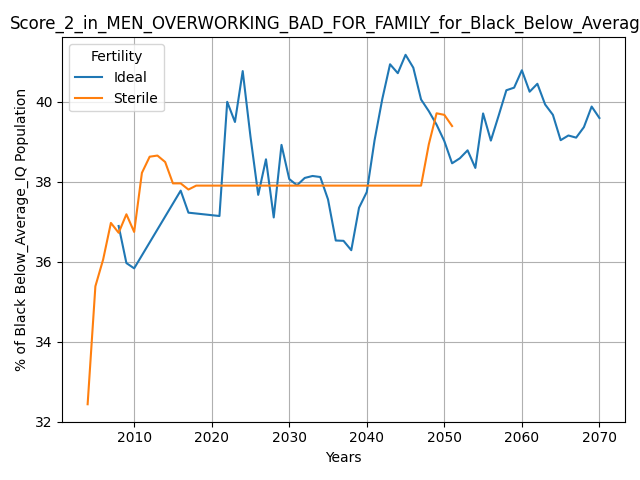 Score_2_in_MEN_OVERWORKING_BAD_FOR_FAMILY_for_Black_Below_Averag
Fertility
Ideal
Sterile
% of Black Below_Average_IQ Population
40
38
36
34
32
2010 2020 2030 2040 2050 2060 2070
Years